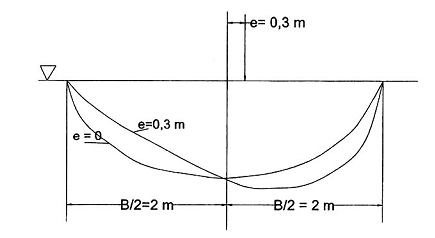 e= 0,3 m
e=0,3 m
e = 0
B/2=2 m
B/2 = 2 m